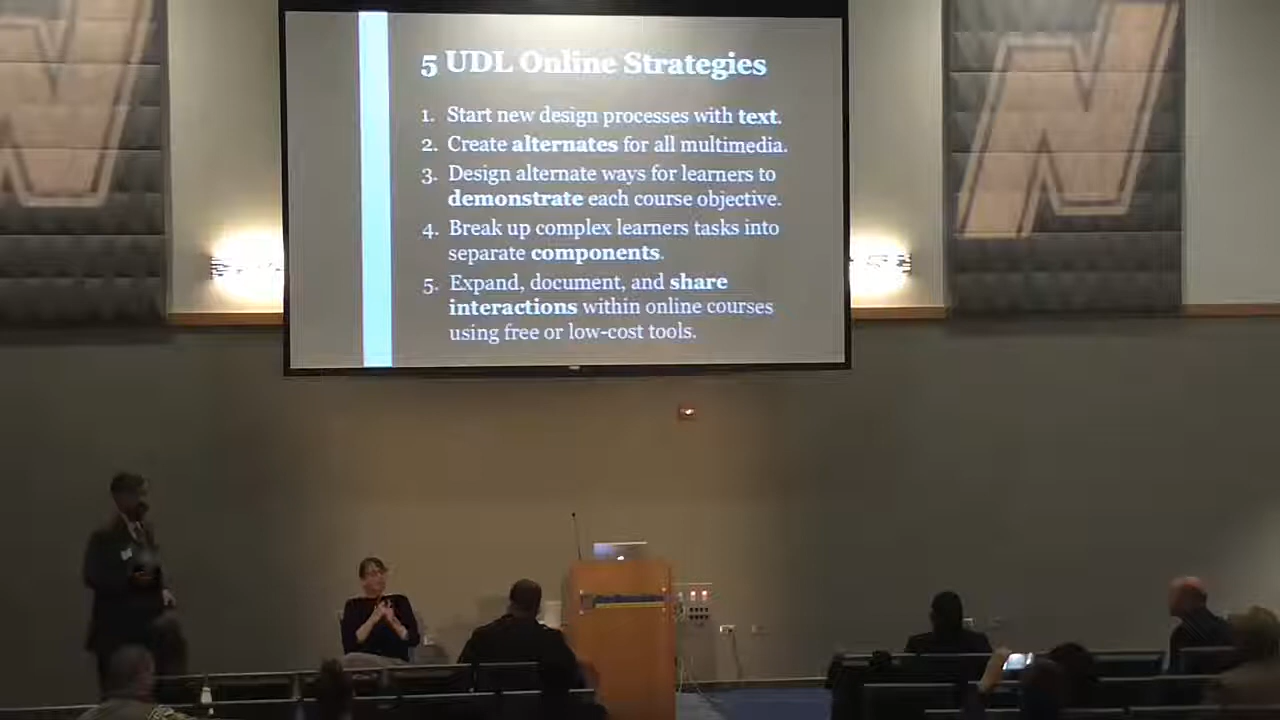 5 UDL Online Strategies
1. Start new design processes with text.
2. Create alternates for all multimedia.
3. Design alternate ways for learners to
demonstrate each course objective.
4. Break up complex learners tasks into
separate components.
5. Expand, document, and share
interactions within online courses
using free or low-cost tools.
N
N